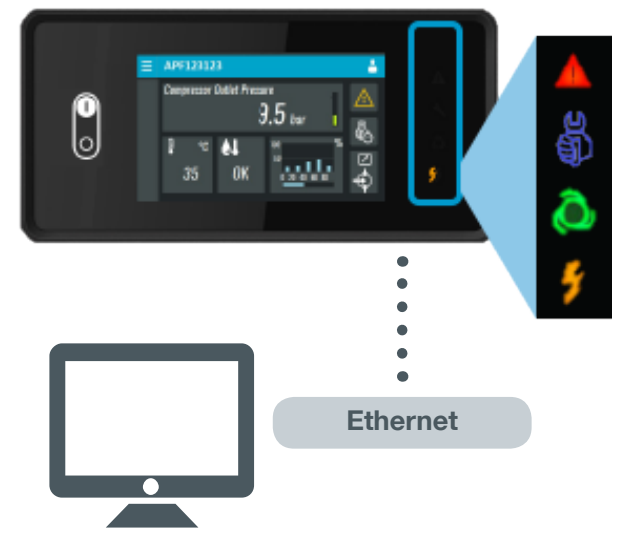 APF123123
Compressor Outlet Pressure
9.5 bar
°C
%
35
OK
Ethernet